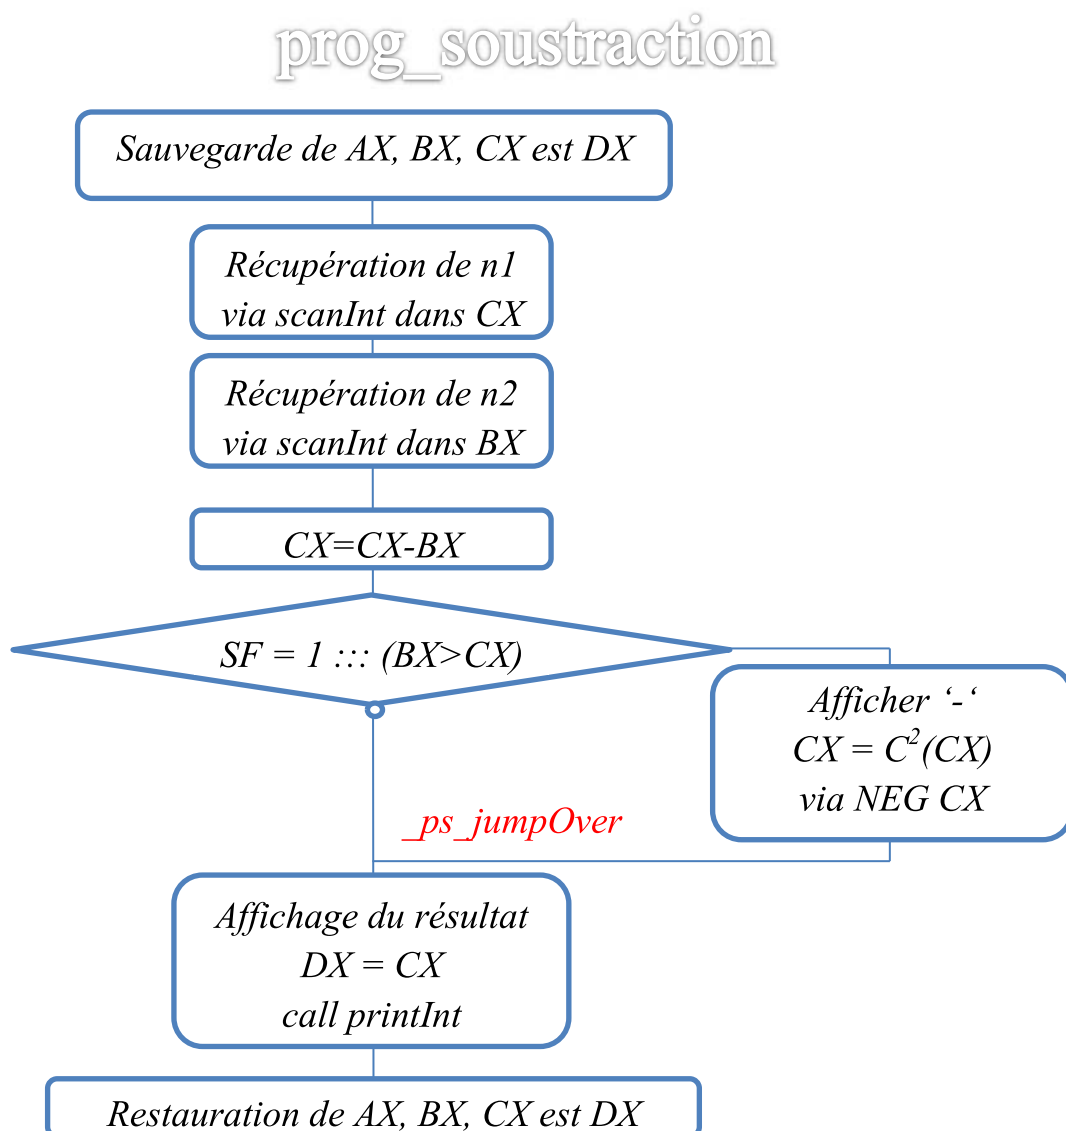 prog_soustraction
Sauvegarde de AX, BX, CX est DX
Récupération de n1
via scanInt dans CX
Récupération de n2
via scanInt dans BX
CX=CX-BX
SF = 1 ::: (BX>CX)
Afficher ‘-‘
CX = C²(CX)
via NEG CX
_ps_jumpOver
Affichage du résultat
DX = CX
call printInt
Restauration de AX, BX, CX est DX